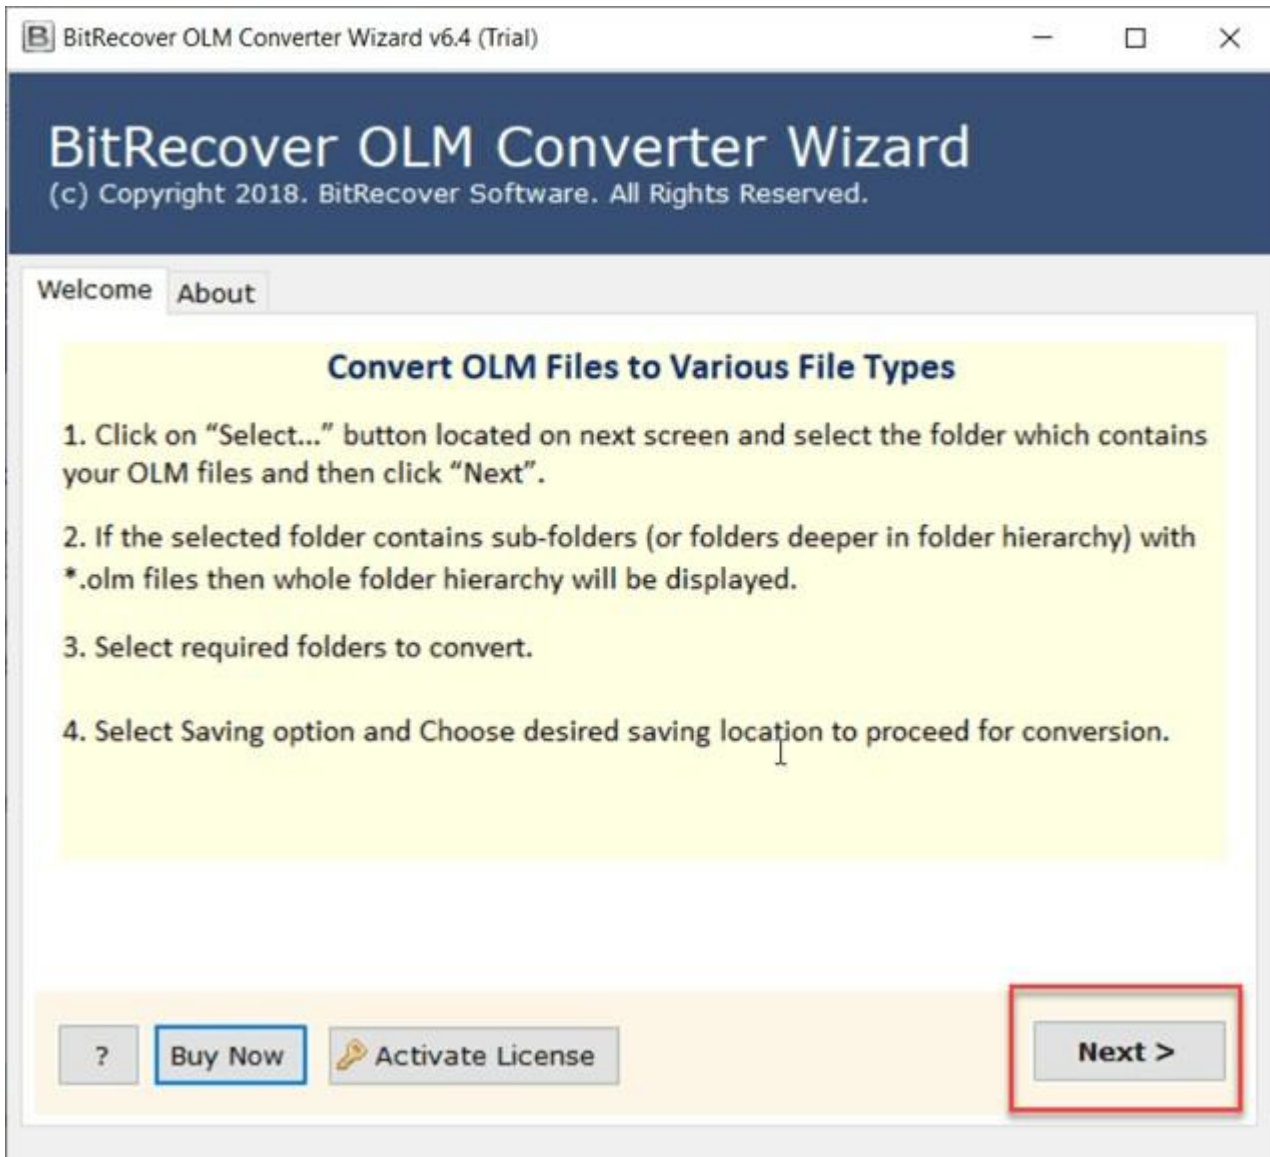 BitRecover OLM Converter Wizard v6.4 (Trial)
BitRecover OLM Converter Wizard
(c) Copyright 2018. BitRecover Software. All Rights Reserved.
Welcome About
Convert OLM Files to Various File Types
1. Click on “Select...” button located on next screen and select the folder which contains
your OLM files and then click “Next”.
2. If the selected folder contains sub-folders (or folders deeper in folder hierarchy) with
*.olm files then whole folder hierarchy will be displayed.
3. Select required folders to convert.
4. Select Saving option and Choose desired saving location to proceed for conversion.
? Buy Now Activate License Next >